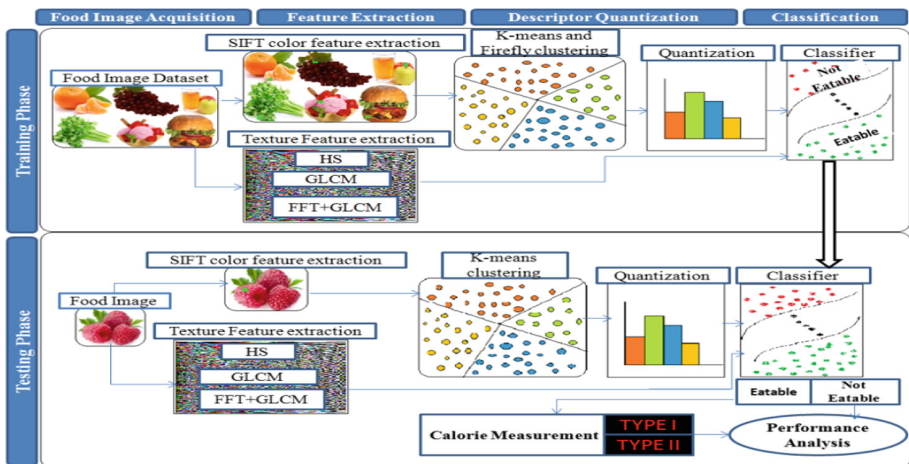 Food Image Acquisition
Feature Extraction
Descriptor Quantization
Classification
Training Phase
Food Image Dataset
SIFT color feature extraction
K-means and
Firefly clustering
Quantization
Classifier
Not
Eatable
Eatable
Texture Feature extraction
HS
GLCM
FFT+GLCM
Testing Phase
Food Image
SIFT color feature extraction
K-means
clustering
Quantization
Classifier
Texture Feature extraction
HS
GLCM
FFT+GLCM
Eatable
Not
Eatable
Calorie Measurement
TYPE I
TYPE II
Performance
Analysis